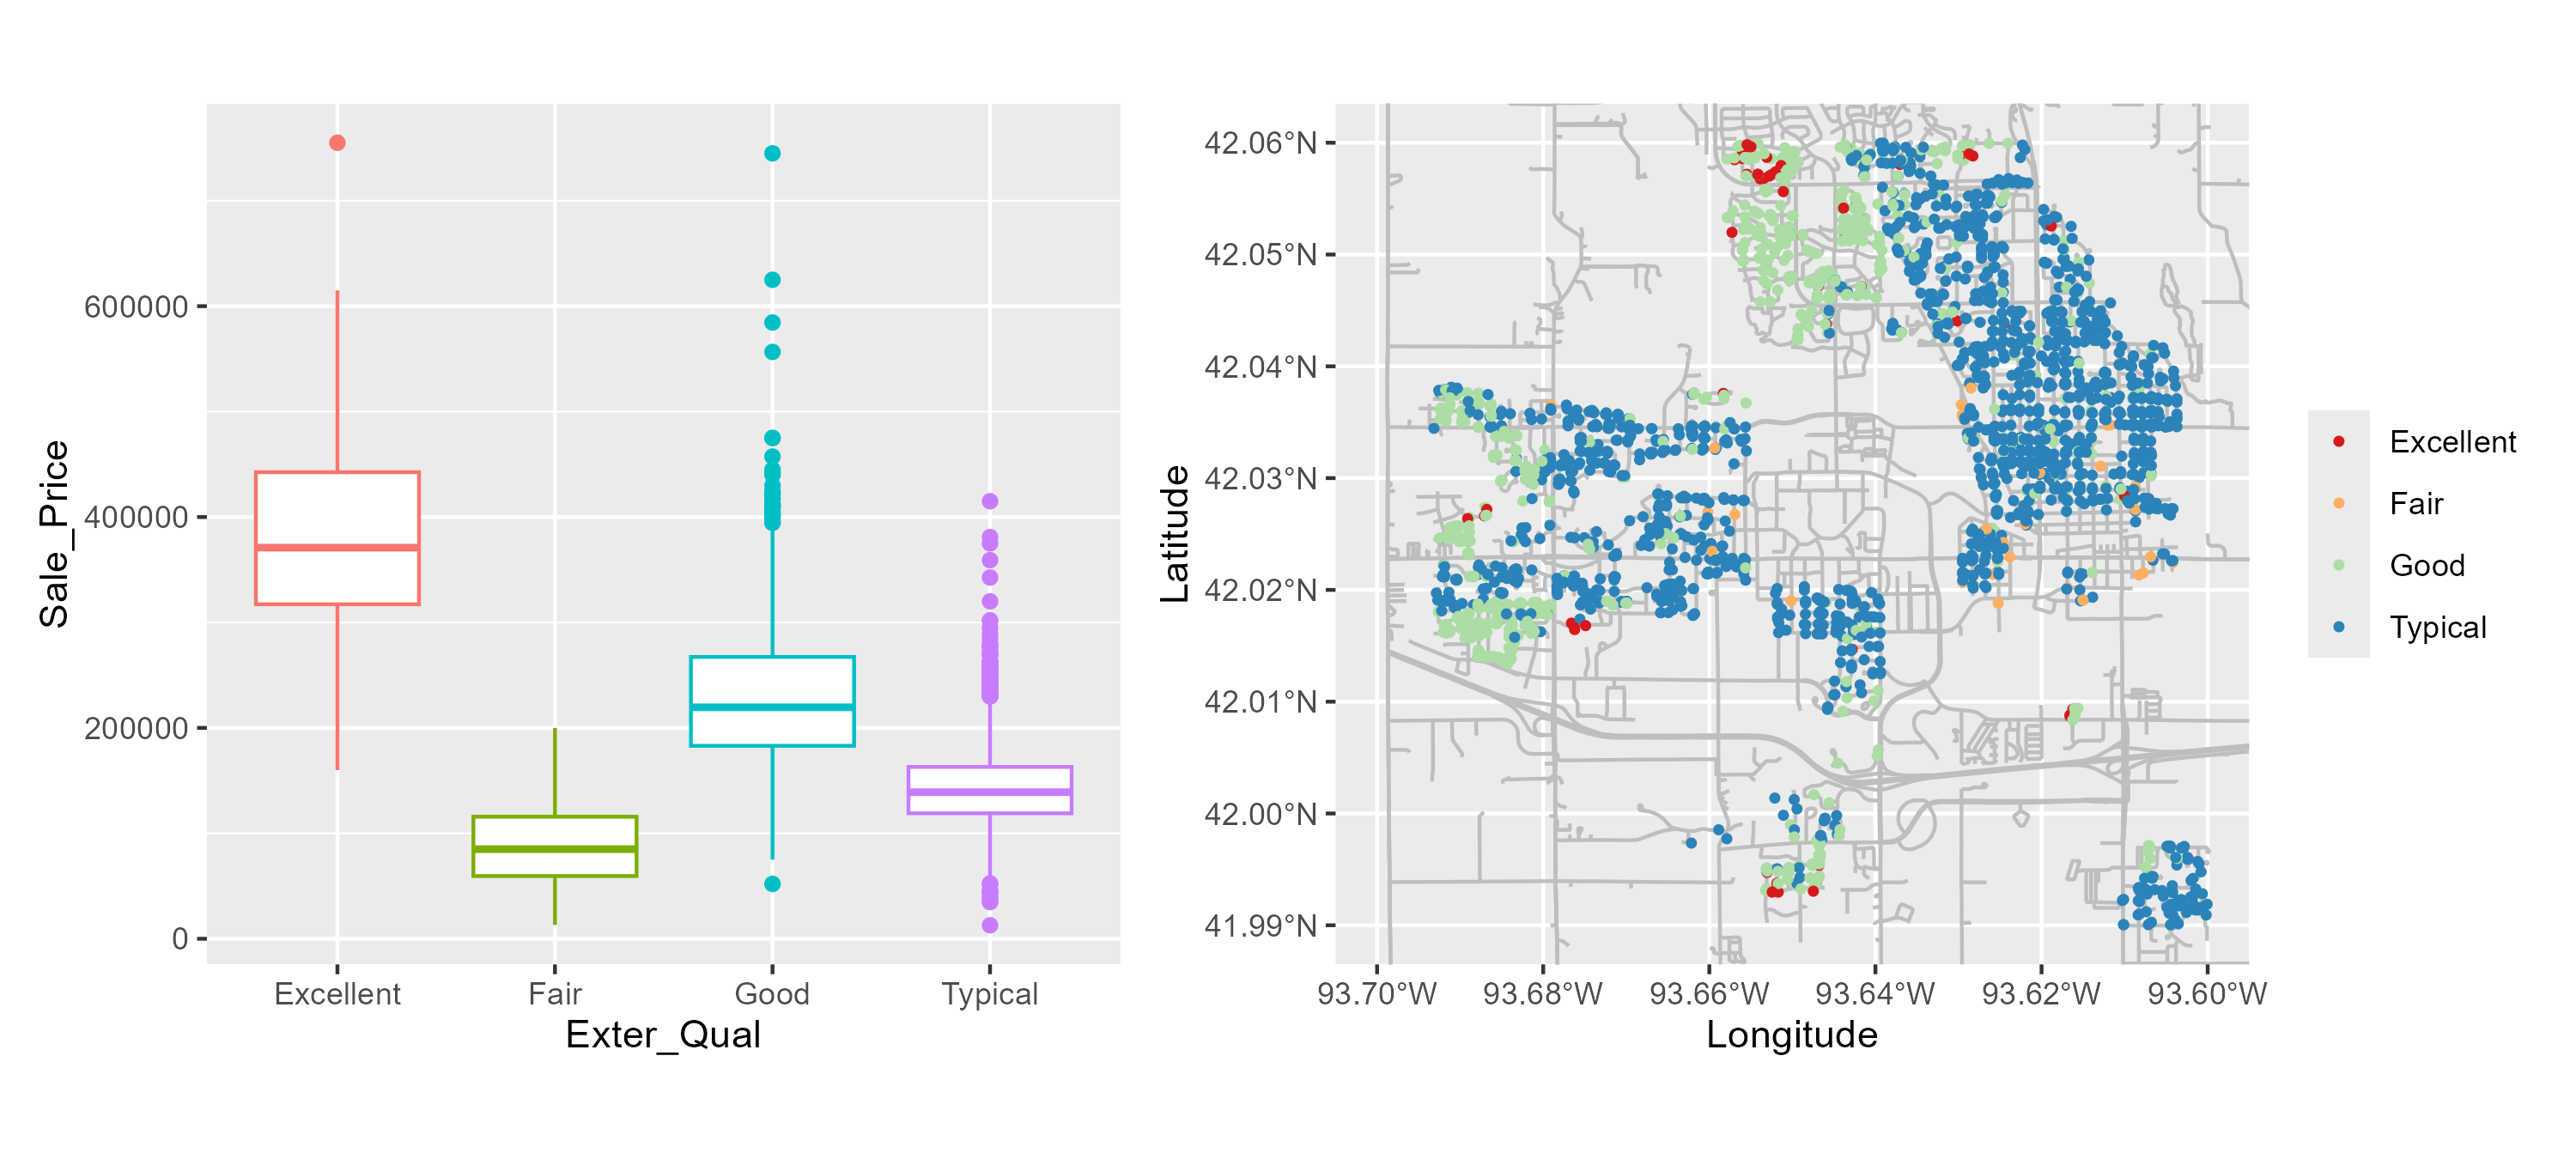 Sale_Price
600000
400000
200000
0
Excellent
Fair
Good
Typical
Exter_Qual
Latitude
42.06°N
42.05°N
42.04°N
42.03°N
42.02°N
42.01°N
42.00°N
41.99°N
93.70°W
93.68°W
93.66°W
93.64°W
93.62°W
93.60°W
Longitude
Excellent
Fair
Good
Typical